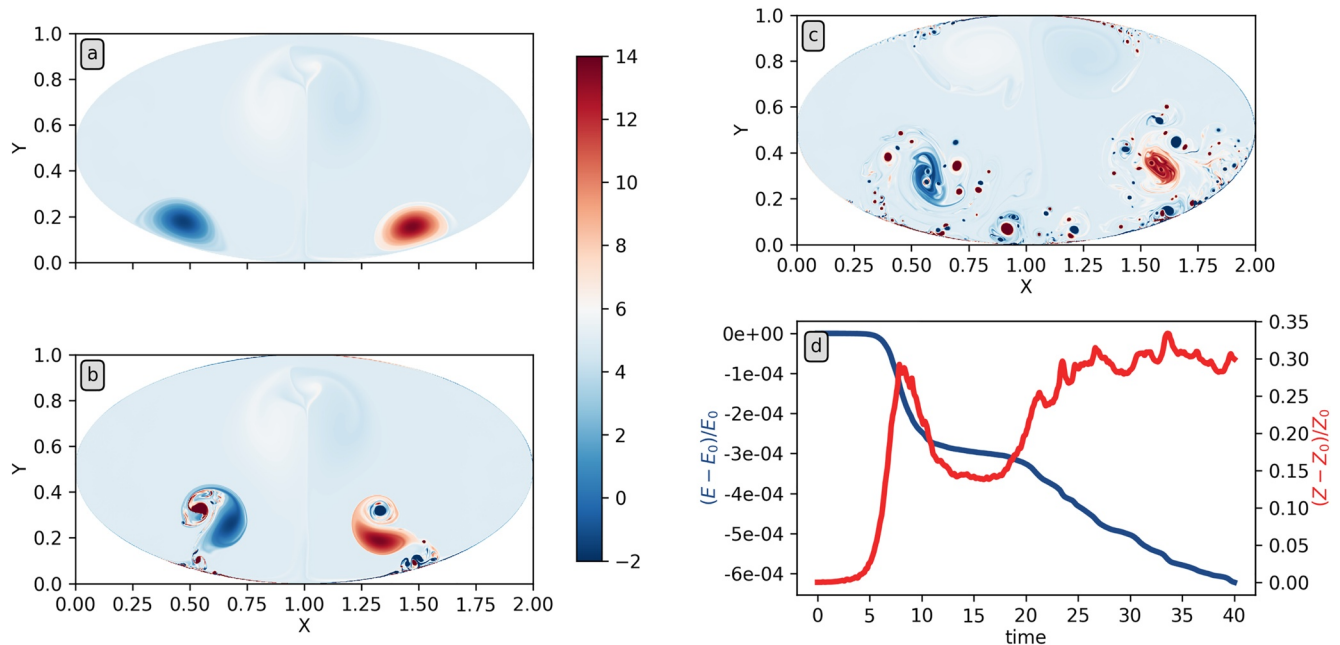 a
1.0
0.8
0.6
0.4
0.2
0.0
Y
b
1.0
0.8
0.6
0.4
0.2
0.0
Y
0.00 0.25 0.50 0.75 1.00 1.25 1.50 1.75 2.00
X
14
12
10
8
6
4
2
0
−2
c
1.0
0.8
0.6
0.4
0.2
0.0
Y
0.00 0.25 0.50 0.75 1.00 1.25 1.50 1.75 2.00
X
d
0e+00
-1e-04
-2e-04
-3e-04
-4e-04
-5e-04
-6e-04
(E − E0)/E0
0.35
0.30
0.25
0.20
0.15
0.10
0.05
0.00
(Z − Z0)/Z0
0 5 10 15 20 25 30 35 40
time